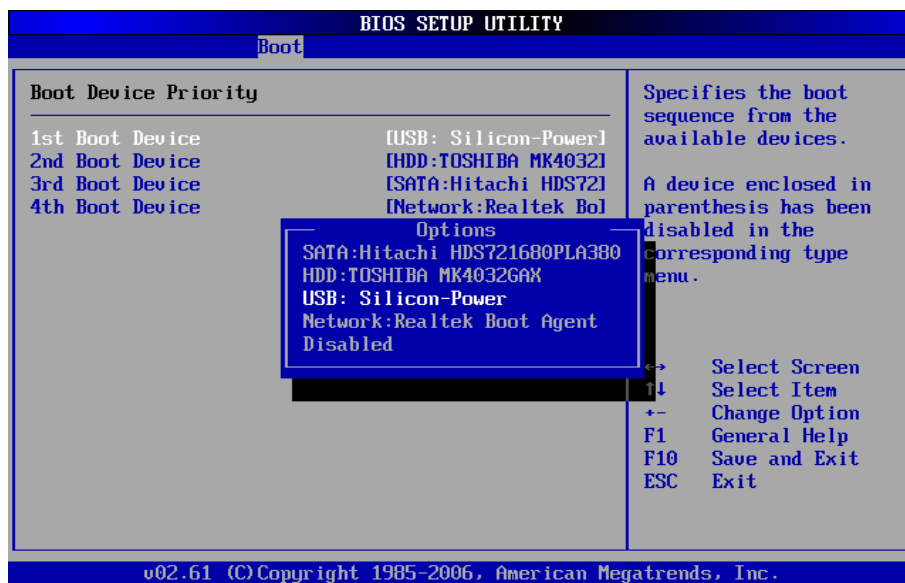 BIOS SETUP UTILITY
Boot
Boot Device Priority
1st Boot Device [USB: Silicon-Power]
2nd Boot Device [HDD:TOSHIBA MK4032]
3rd Boot Device [SATA:Hitachi HDS72]
4th Boot Device [Network:Realtek Bo]
Options
SATA:Hitachi HDS721680PLA380
HDD:TOSHIBA MK4032GAX
USB: Silicon-Power
Network:Realtek Boot Agent
Disabled
Specifies the boot
sequence from the
available devices.
A device enclosed in
parenthesis has been
disabled in the
corresponding type
menu.
←→ Select Screen
↑↓ Select Item
+- Change Option
F1 General Help
F10 Save and Exit
ESC Exit
v02.61 (C)Copyright 1985-2006, American Megatrends, Inc.